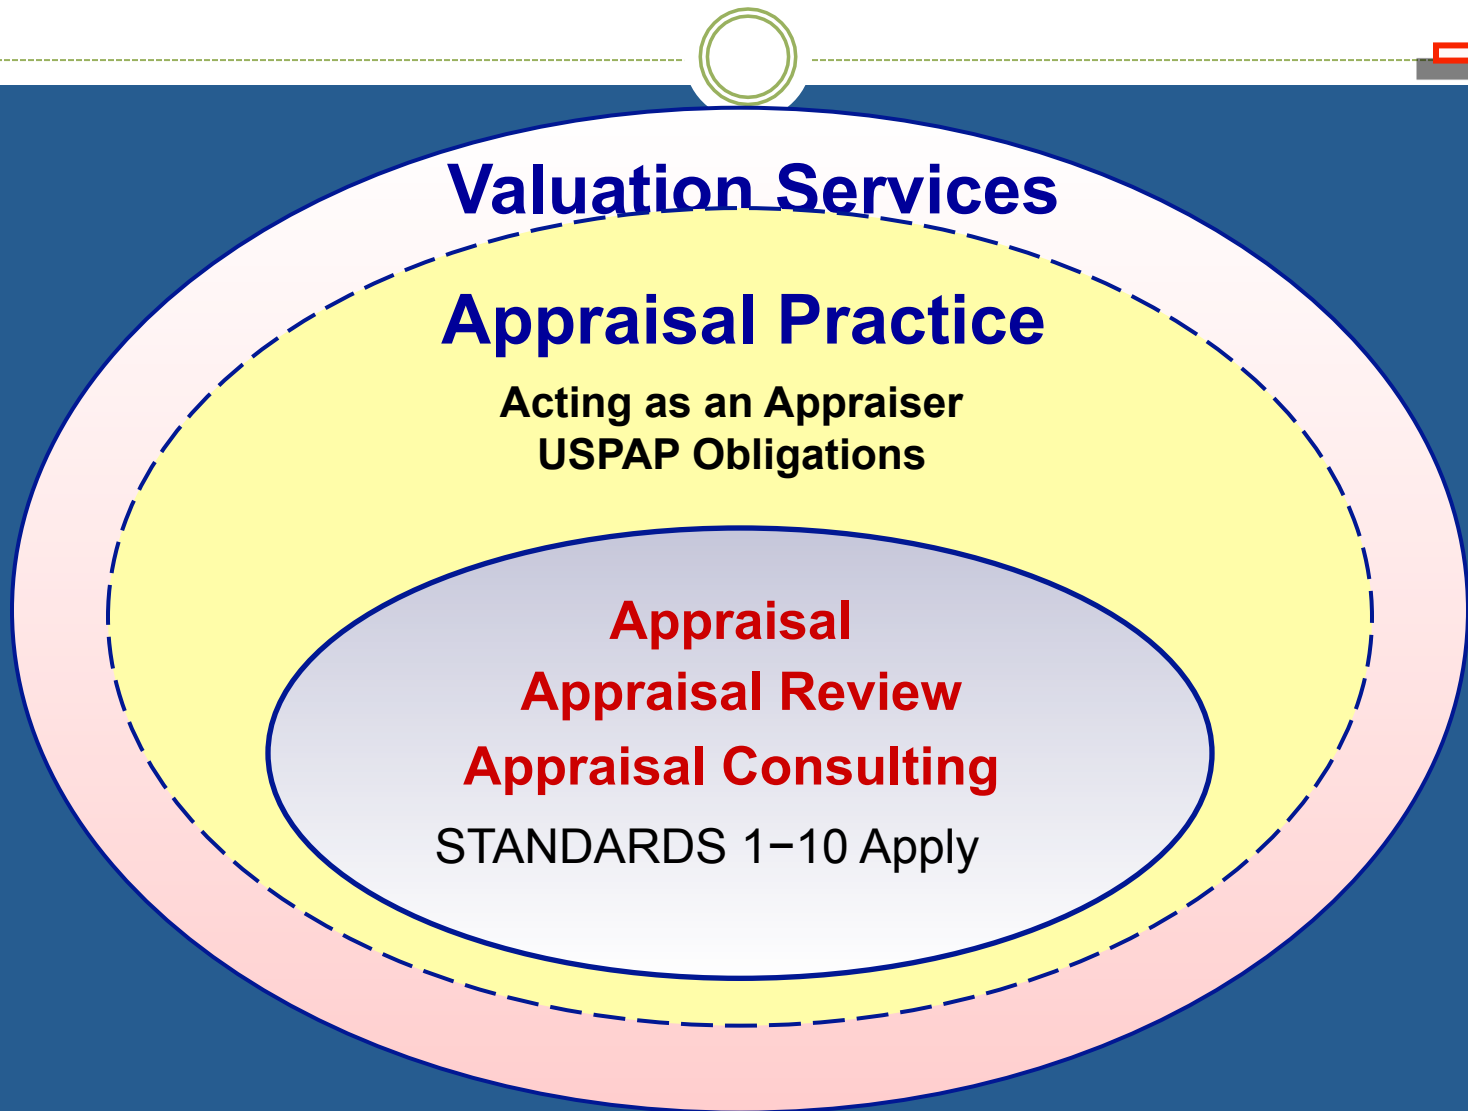 Valuation Services
Appraisal Practice
Acting as an Appraiser
USPAP Obligations
Appraisal
Appraisal Review
Appraisal Consulting
STANDARDS 1−10 Apply